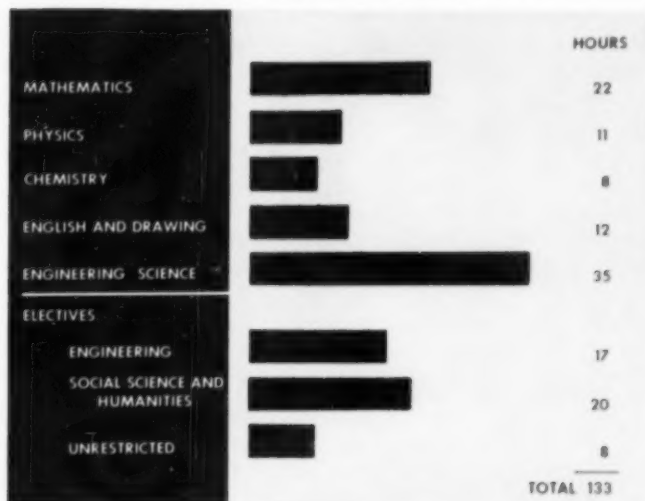 HOURS
MATHEMATICS 22
PHYSICS 11
CHEMISTRY 8
ENGLISH AND DRAWING 12
ENGINEERING SCIENCE 35
ELECTIVES
ENGINEERING 17
SOCIAL SCIENCE AND
HUMANITIES 20
UNRESTRICTED 8
TOTAL 133